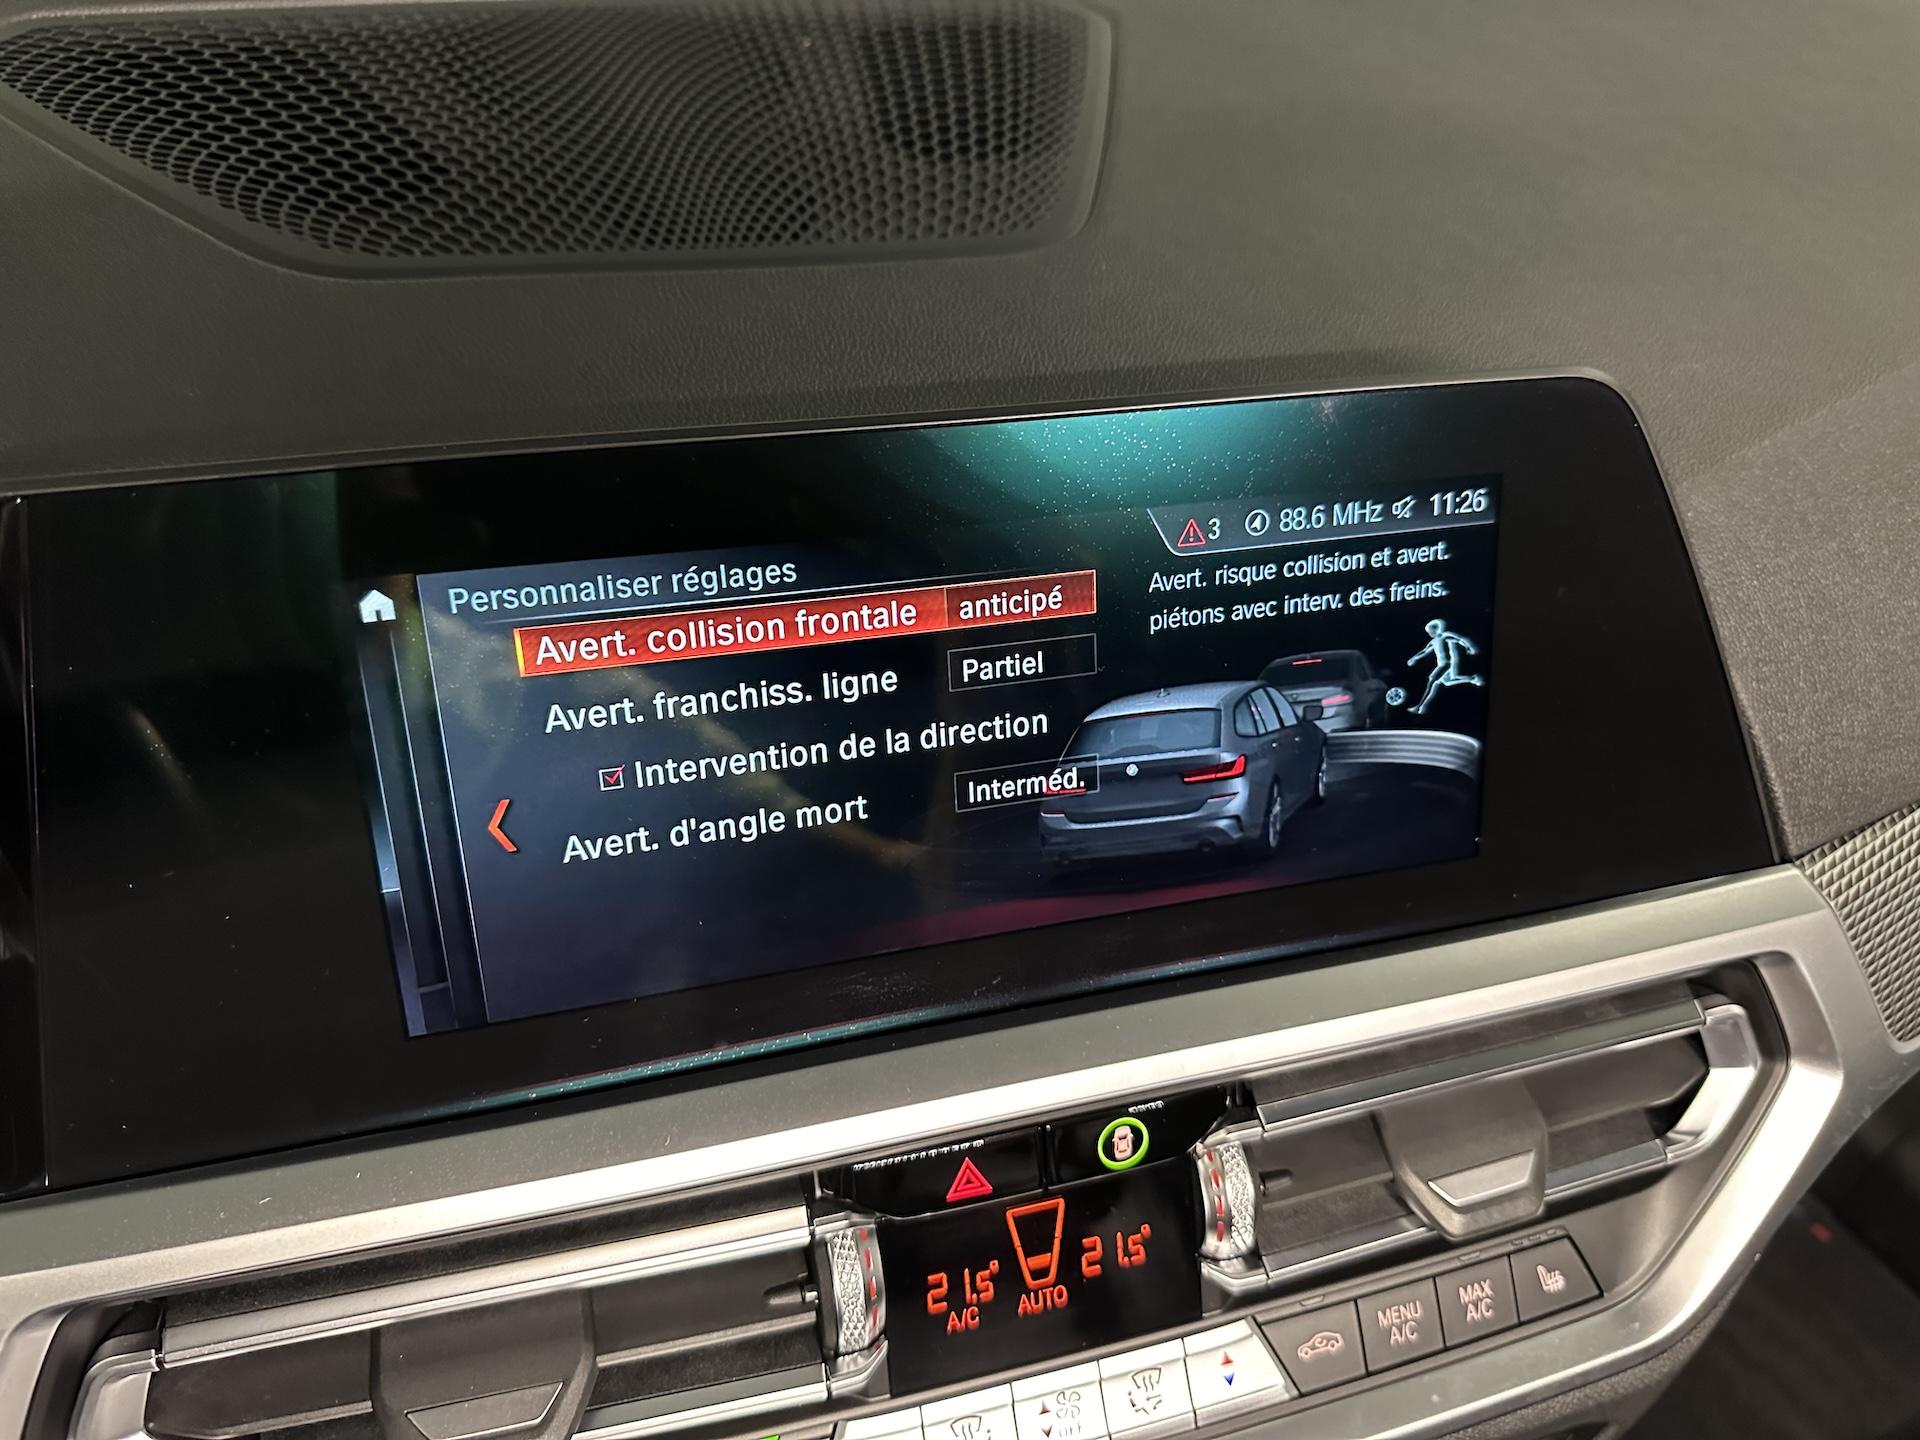 3 88.6 MHz 11:26
Personnaliser réglages
Avert. collision frontale anticipé
Avert. franchiss. ligne Partiel
Intervention de la direction
Avert. d'angle mort Interméd.
Avert. risque collision et avert.
piétons avec interv. des freins.
21.5° AUTO 21.5°
A/C
MENU
A/C
MAX
A/C
OFF